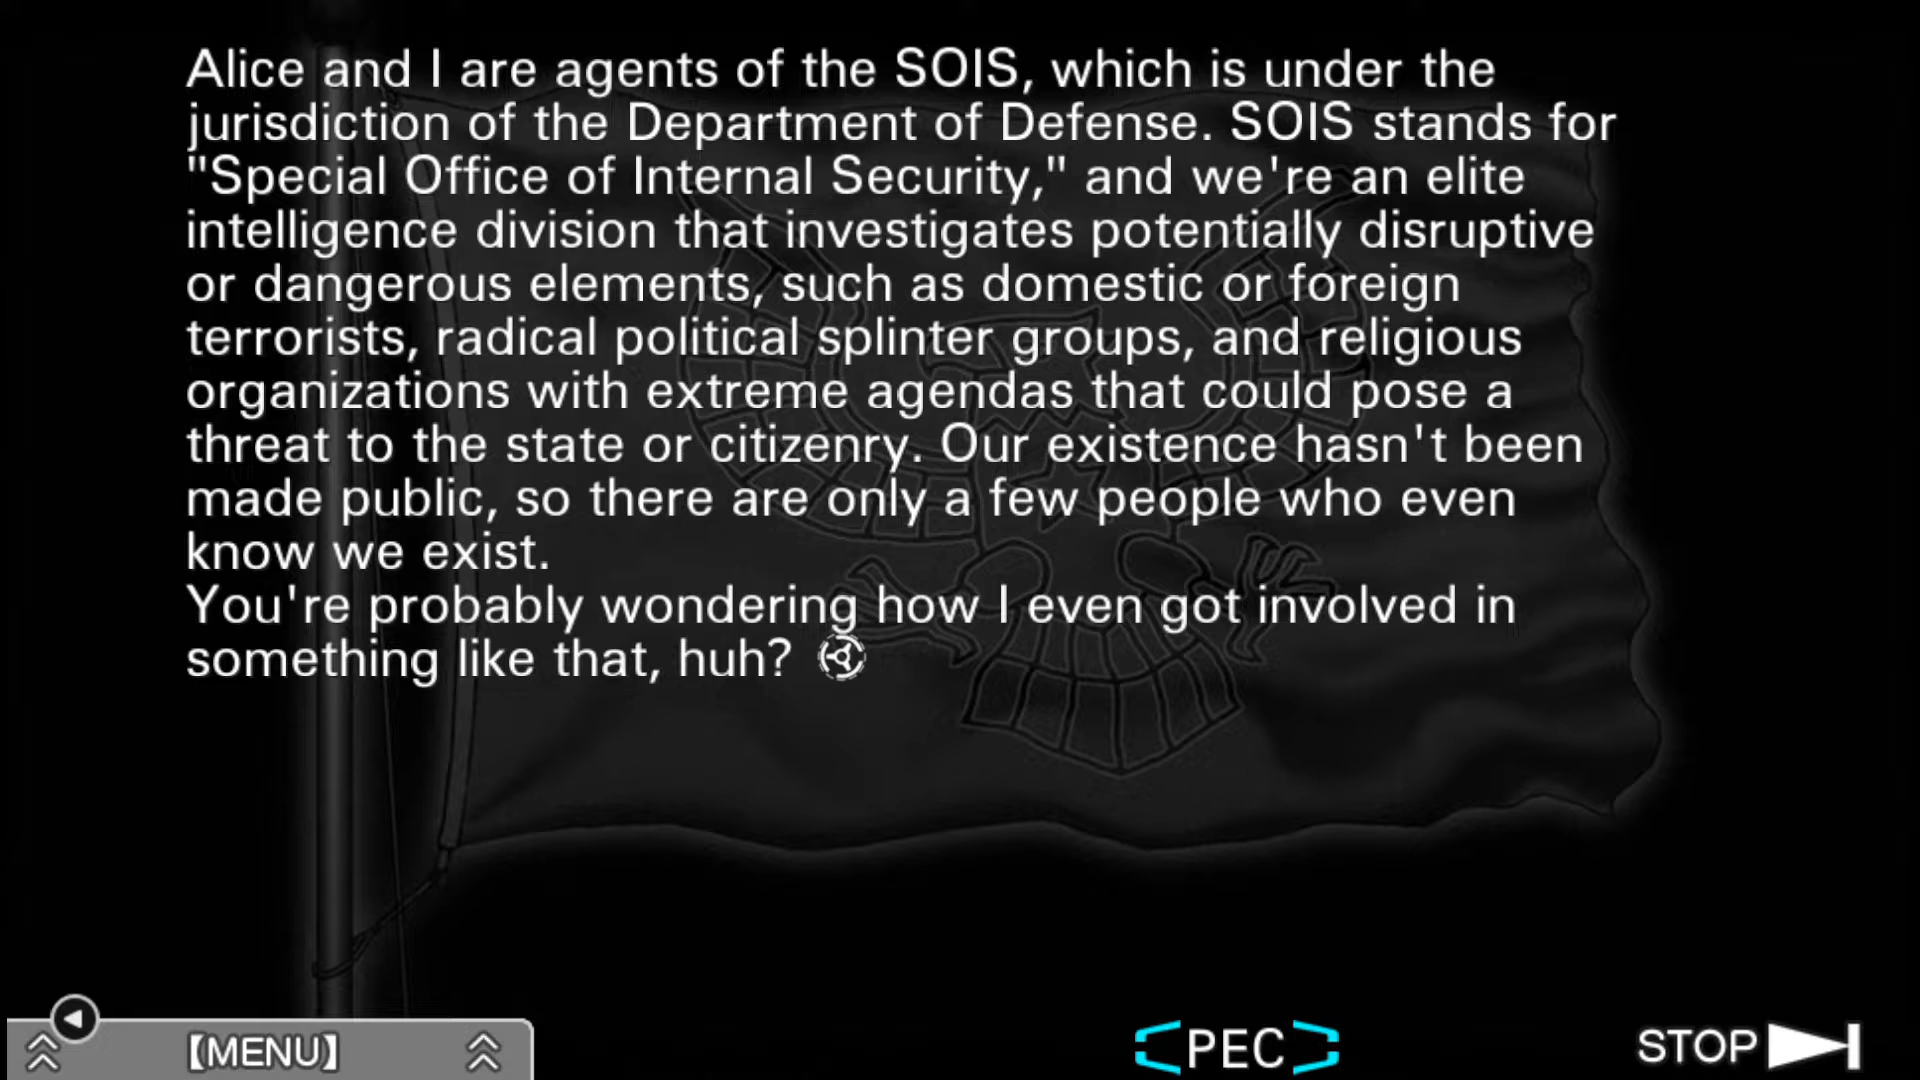 Alice and I are agents of the SOIS, which is under the
jurisdiction of the Department of Defense. SOIS stands for
"Special Office of Internal Security," and we're an elite
intelligence division that investigates potentially disruptive
or dangerous elements, such as domestic or foreign
terrorists, radical political splinter groups, and religious
organizations with extreme agendas that could pose a
threat to the state or citizenry. Our existence hasn't been
made public, so there are only a few people who even
know we exist.
You're probably wondering how I even got involved in
something like that, huh?
【MENU】
PEC
STOP